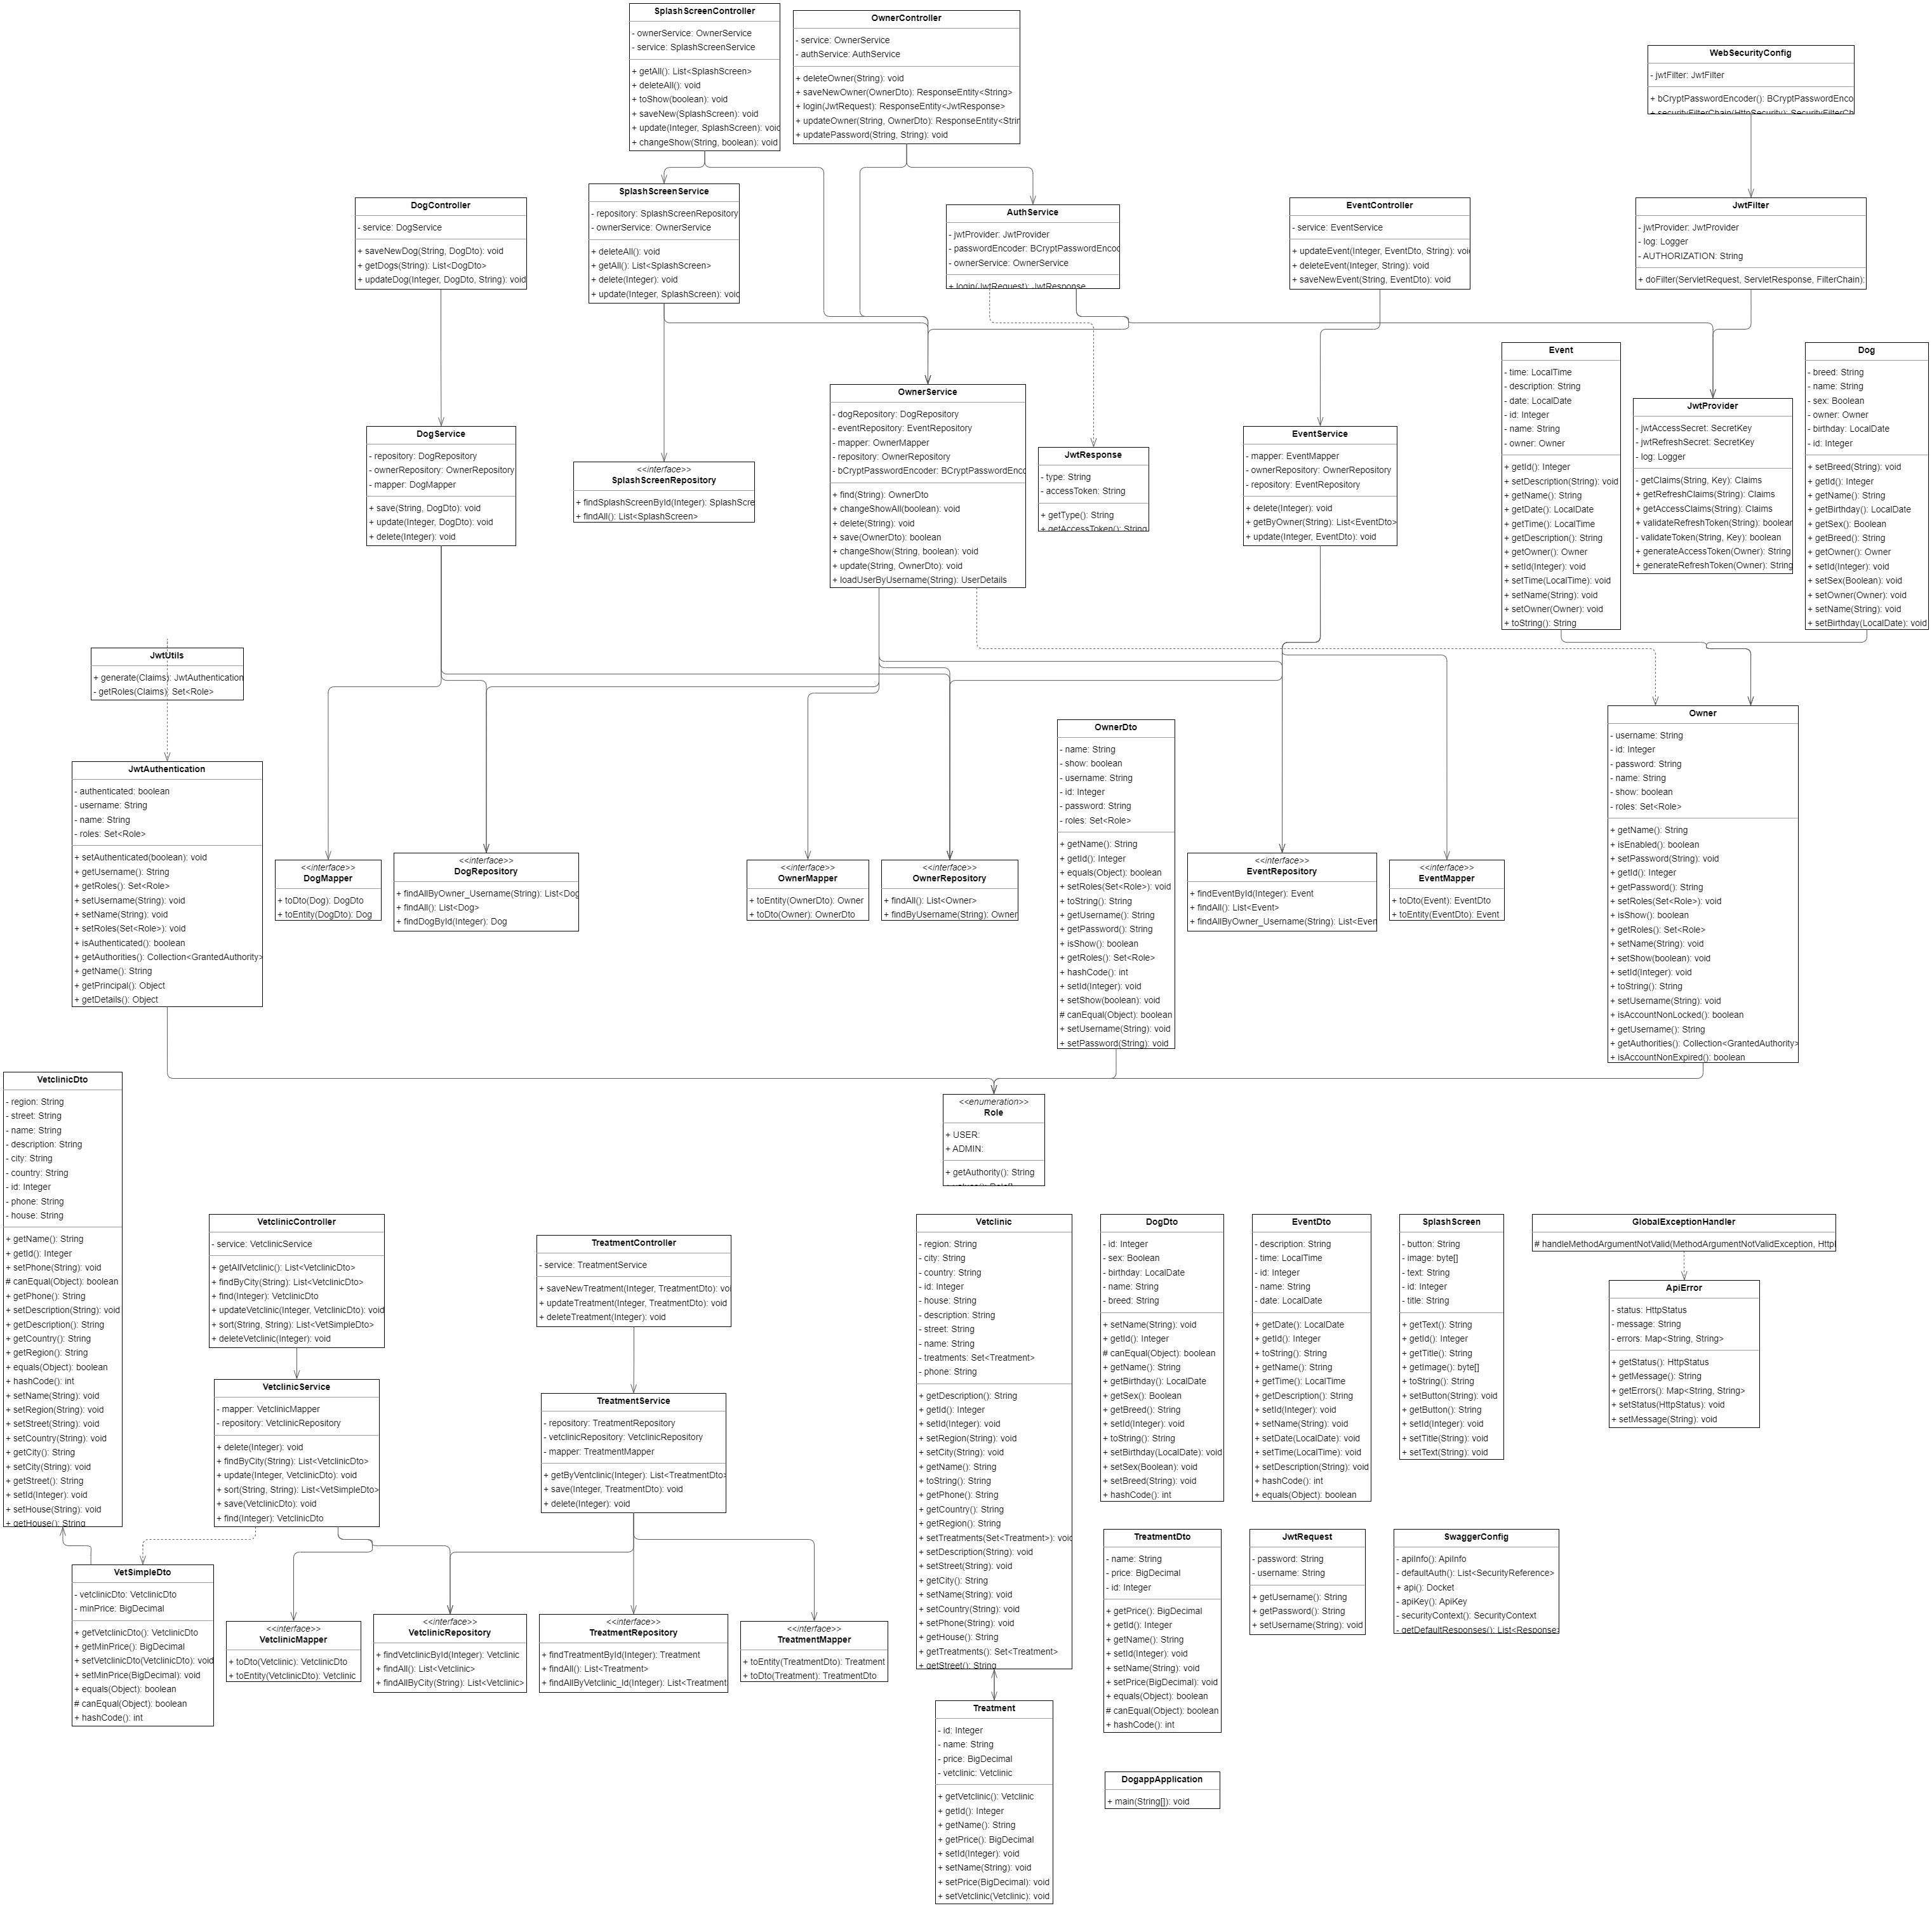 SplashScreenController
- ownerService: OwnerService
- service: SplashScreenService
+ getAll(): List<SplashScreen>
+ deleteAll(): void
+ toShow(boolean): void
+ saveNew(SplashScreen): void
+ update(Integer, SplashScreen): void
+ changeShow(String, boolean): void
OwnerController
- service: OwnerService
- authService: AuthService
+ deleteOwner(String): void
+ saveNewOwner(OwnerDto): ResponseEntity<String>
+ login(JwtRequest): ResponseEntity<JwtResponse>
+ updateOwner(String, OwnerDto): ResponseEntity<Strin
+ updatePassword(String, String): void
WebSecurityConfig
- jwtFilter: JwtFilter
+ bCryptPasswordEncoder(): BCryptPasswordEnco
+ securityFilterChain(HttpSecurity): SecurityFilterCh
DogController
- service: DogService
+ saveNewDog(String, DogDto): void
+ getDogs(String): List<DogDto>
+ updateDog(Integer, DogDto, String): void
SplashScreenService
- repository: SplashScreenRepository
- ownerService: OwnerService
+ deleteAll(): void
+ getAll(): List<SplashScreen>
+ delete(Integer): void
+ update(Integer, SplashScreen): void
AuthService
- jwtProvider: JwtProvider
- passwordEncoder: BCryptPasswordEncod
- ownerService: OwnerService
+ login(JwtRequest): JwtResponse
EventController
- service: EventService
+ updateEvent(Integer, EventDto, String): void
+ deleteEvent(Integer, String): void
+ saveNewEvent(String, EventDto): void
JwtFilter
- jwtProvider: JwtProvider
- log: Logger
- AUTHORIZATION: String
+ doFilter(ServletRequest, ServletResponse, FilterChain):
Event
- time: LocalTime
- description: String
- date: LocalDate
- id: Integer
- name: String
- owner: Owner
+ getId(): Integer
+ setDescription(String): void
+ getName(): String
+ getDate(): LocalDate
+ getTime(): LocalTime
+ getDescription(): String
+ getOwner(): Owner
+ setId(Integer): void
+ setTime(LocalTime): void
+ setName(String): void
+ setOwner(Owner): void
+ toString(): String
JwtProvider
- jwtAccessSecret: SecretKey
- jwtRefreshSecret: SecretKey
- log: Logger
- getClaims(String, Key): Claims
+ getRefreshClaims(String): Claims
+ getAccessClaims(String): Claims
+ validateRefreshToken(String): boolean
- validateToken(String, Key): boolean
+ generateAccessToken(Owner): String
+ generateRefreshToken(Owner): String
Dog
- breed: String
- name: String
- sex: Boolean
- owner: Owner
- birthday: LocalDate
- id: Integer
+ setBreed(String): void
+ getId(): Integer
+ getName(): String
+ getBirthday(): LocalDate
+ getSex(): Boolean
+ getBreed(): String
+ getOwner(): Owner
+ setId(Integer): void
+ setSex(Boolean): void
+ setOwner(Owner): void
+ setName(String): void
+ setBirthday(LocalDate): void
DogService
- repository: DogRepository
- ownerRepository: OwnerRepository
- mapper: DogMapper
+ save(String, DogDto): void
+ update(Integer, DogDto): void
+ delete(Integer): void
<<interface>>
SplashScreenRepository
+ findSplashScreenById(Integer): SplashScre
+ findAll(): List<SplashScreen>
OwnerService
- dogRepository: DogRepository
- eventRepository: EventRepository
- mapper: OwnerMapper
- repository: OwnerRepository
- bCryptPasswordEncoder: BCryptPasswordEnco
+ find(String): OwnerDto
+ changeShowAll(boolean): void
+ delete(String): void
+ save(OwnerDto): boolean
+ changeShow(String, boolean): void
+ update(String, OwnerDto): void
+ loadUserByUsername(String): UserDetails
JwtResponse
- type: String
- accessToken: String
+ getType(): String
+ getAccessToken(): String
EventService
- mapper: EventMapper
- ownerRepository: OwnerRepository
- repository: EventRepository
+ delete(Integer): void
+ getByOwner(String): List<EventDto>
+ update(Integer, EventDto): void
JwtUtils
+ generate(Claims): JwtAuthentication
- getRoles(Claims): Set<Role>
JwtAuthentication
- authenticated: boolean
- username: String
- name: String
- roles: Set<Role>
+ setAuthenticated(boolean): void
+ getUsername(): String
+ getRoles(): Set<Role>
+ setUsername(String): void
+ setName(String): void
+ setRoles(Set<Role>): void
+ isAuthenticated(): boolean
+ getAuthorities(): Collection<GrantedAuthority>
+ getName(): String
+ getPrincipal(): Object
+ getDetails(): Object
<<interface>>
DogMapper
+ toDto(Dog): DogDto
+ toEntity(DogDto): Dog
<<interface>>
DogRepository
+ findAllByOwner_Username(String): List<Dog
+ findAll(): List<Dog>
+ findDogById(Integer): Dog
<<interface>>
OwnerMapper
+ toEntity(OwnerDto): Owner
+ toDto(Owner): OwnerDto
<<interface>>
OwnerRepository
+ findAll(): List<Owner>
+ findByUsername(String): Owner
OwnerDto
- name: String
- show: boolean
- username: String
- id: Integer
- password: String
- roles: Set<Role>
+ getName(): String
+ getId(): Integer
+ equals(Object): boolean
+ setRoles(Set<Role>): void
+ toString(): String
+ getUsername(): String
+ getPassword(): String
+ isShow(): boolean
+ getRoles(): Set<Role>
+ hashCode(): int
+ setId(Integer): void
+ setShow(boolean): void
# canEqual(Object): boolean
+ setUsername(String): void
+ setPassword(String): void
<<interface>>
EventRepository
+ findEventById(Integer): Event
+ findAll(): List<Event>
+ findAllByOwner_Username(String): List<Even
<<interface>>
EventMapper
+ toDto(Event): EventDto
+ toEntity(EventDto): Event
Owner
- username: String
- id: Integer
- password: String
- name: String
- show: boolean
- roles: Set<Role>
+ getName(): String
+ isEnabled(): boolean
+ setPassword(String): void
+ getId(): Integer
+ getPassword(): String
+ setRoles(Set<Role>): void
+ isShow(): boolean
+ getRoles(): Set<Role>
+ setName(String): void
+ setShow(boolean): void
+ setId(Integer): void
+ toString(): String
+ setUsername(String): void
+ isAccountNonLocked(): boolean
+ getUsername(): String
+ getAuthorities(): Collection<GrantedAuthority>
+ isAccountNonExpired(): boolean
VetclinicDto
- region: String
- street: String
- name: String
- description: String
- city: String
- country: String
- id: Integer
- phone: String
- house: String
+ getName(): String
+ getId(): Integer
+ setPhone(String): void
# canEqual(Object): boolean
+ getPhone(): String
+ setDescription(String): void
+ getDescription(): String
+ getCountry(): String
+ getRegion(): String
+ equals(Object): boolean
+ hashCode(): int
+ setName(String): void
+ setRegion(String): void
+ setStreet(String): void
+ setCountry(String): void
+ getCity(): String
+ setCity(String): void
+ getStreet(): String
+ setId(Integer): void
+ setHouse(String): void
+ getHouse(): String
<<enumeration>>
Role
+ USER:
+ ADMIN:
+ getAuthority(): String
+ values(): Role[]
VetclinicController
- service: VetclinicService
+ getAllVetclinic(): List<VetclinicDto>
+ findByCity(String): List<VetclinicDto>
+ find(Integer): VetclinicDto
+ updateVetclinic(Integer, VetclinicDto): void
+ sort(String, String): List<VetSimpleDto>
+ deleteVetclinic(Integer): void
TreatmentController
- service: TreatmentService
+ saveNewTreatment(Integer, TreatmentDto): voi
+ updateTreatment(Integer, TreatmentDto): void
+ deleteTreatment(Integer): void
Vetclinic
- region: String
- city: String
- country: String
- id: Integer
- house: String
- description: String
- street: String
- name: String
- treatments: Set<Treatment>
- phone: String
+ getDescription(): String
+ getId(): Integer
+ setId(Integer): void
+ setRegion(String): void
+ setCity(String): void
+ getName(): String
+ toString(): String
+ getPhone(): String
+ getCountry(): String
+ getRegion(): String
+ setTreatments(Set<Treatment>): void
+ setDescription(String): void
+ setStreet(String): void
+ getCity(): String
+ setName(String): void
+ setCountry(String): void
+ setPhone(String): void
+ getHouse(): String
+ getTreatments(): Set<Treatment>
+ getStreet(): String
DogDto
- id: Integer
- sex: Boolean
- birthday: LocalDate
- name: String
- breed: String
+ setName(String): void
+ getId(): Integer
# canEqual(Object): boolean
+ getName(): String
+ getBirthday(): LocalDate
+ getSex(): Boolean
+ getBreed(): String
+ setId(Integer): void
+ toString(): String
+ setBirthday(LocalDate): void
+ setSex(Boolean): void
+ setBreed(String): void
+ hashCode(): int
EventDto
- description: String
- time: LocalTime
- id: Integer
- name: String
- date: LocalDate
+ getDate(): LocalDate
+ getId(): Integer
+ toString(): String
+ getName(): String
+ getTime(): LocalTime
+ getDescription(): String
+ setId(Integer): void
+ setName(String): void
+ setDate(LocalDate): void
+ setTime(LocalTime): void
+ setDescription(String): void
+ hashCode(): int
+ equals(Object): boolean
SplashScreen
- button: String
- image: byte[]
- text: String
- id: Integer
- title: String
+ getText(): String
+ getId(): Integer
+ getTitle(): String
+ getImage(): byte[]
+ toString(): String
+ setButton(String): void
+ getButton(): String
+ setId(Integer): void
+ setTitle(String): void
+ setText(String): void
GlobalExceptionHandler
# handleMethodArgumentNotValid(MethodArgumentNotValidException, Http
ApiError
- status: HttpStatus
- message: String
- errors: Map<String, String>
+ getStatus(): HttpStatus
+ getMessage(): String
+ getErrors(): Map<String, String>
+ setStatus(HttpStatus): void
+ setMessage(String): void
VetclinicService
- mapper: VetclinicMapper
- repository: VetclinicRepository
+ delete(Integer): void
+ findByCity(String): List<VetclinicDto>
+ update(Integer, VetclinicDto): void
+ sort(String, String): List<VetSimpleDto>
+ save(VetclinicDto): void
+ find(Integer): VetclinicDto
TreatmentService
- repository: TreatmentRepository
- vetclinicRepository: VetclinicRepository
- mapper: TreatmentMapper
+ getByVentclinic(Integer): List<TreatmentDto>
+ save(Integer, TreatmentDto): void
+ delete(Integer): void
VetSimpleDto
- vetclinicDto: VetclinicDto
- minPrice: BigDecimal
+ getVetclinicDto(): VetclinicDto
+ getMinPrice(): BigDecimal
+ setVetclinicDto(VetclinicDto): void
+ setMinPrice(BigDecimal): void
+ equals(Object): boolean
# canEqual(Object): boolean
+ hashCode(): int
<<interface>>
VetclinicMapper
+ toDto(Vetclinic): VetclinicDto
+ toEntity(VetclinicDto): Vetclinic
<<interface>>
VetclinicRepository
+ findVetclinicById(Integer): Vetclinic
+ findAll(): List<Vetclinic>
+ findAllByCity(String): List<Vetclinic>
<<interface>>
TreatmentRepository
+ findTreatmentById(Integer): Treatment
+ findAll(): List<Treatment>
+ findAllByVetclinic_Id(Integer): List<Treatment
<<interface>>
TreatmentMapper
+ toEntity(TreatmentDto): Treatment
+ toDto(Treatment): TreatmentDto
TreatmentDto
- name: String
- price: BigDecimal
- id: Integer
+ getPrice(): BigDecimal
+ getId(): Integer
+ getName(): String
+ setId(Integer): void
+ setName(String): void
+ setPrice(BigDecimal): void
+ equals(Object): boolean
# canEqual(Object): boolean
+ hashCode(): int
JwtRequest
- password: String
- username: String
+ getUsername(): String
+ getPassword(): String
+ setUsername(String): void
SwaggerConfig
- apiInfo(): ApiInfo
- defaultAuth(): List<SecurityReference>
+ api(): Docket
- apiKey(): ApiKey
- securityContext(): SecurityContext
- getDefaultResponses(): List<Response>
Treatment
- id: Integer
- name: String
- price: BigDecimal
- vetclinic: Vetclinic
+ getVetclinic(): Vetclinic
+ getId(): Integer
+ getName(): String
+ getPrice(): BigDecimal
+ setId(Integer): void
+ setName(String): void
+ setPrice(BigDecimal): void
+ setVetclinic(Vetclinic): void
DogappApplication
+ main(String[]): void